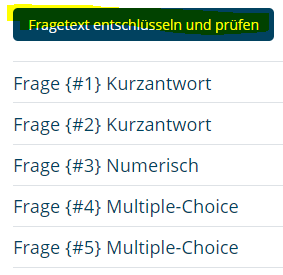 Fragetext entschlüsseln und prüfen
Frage {#1} Kurzantwort
Frage {#2} Kurzantwort
Frage {#3} Numerisch
Frage {#4} Multiple-Choice
Frage {#5} Multiple-Choice